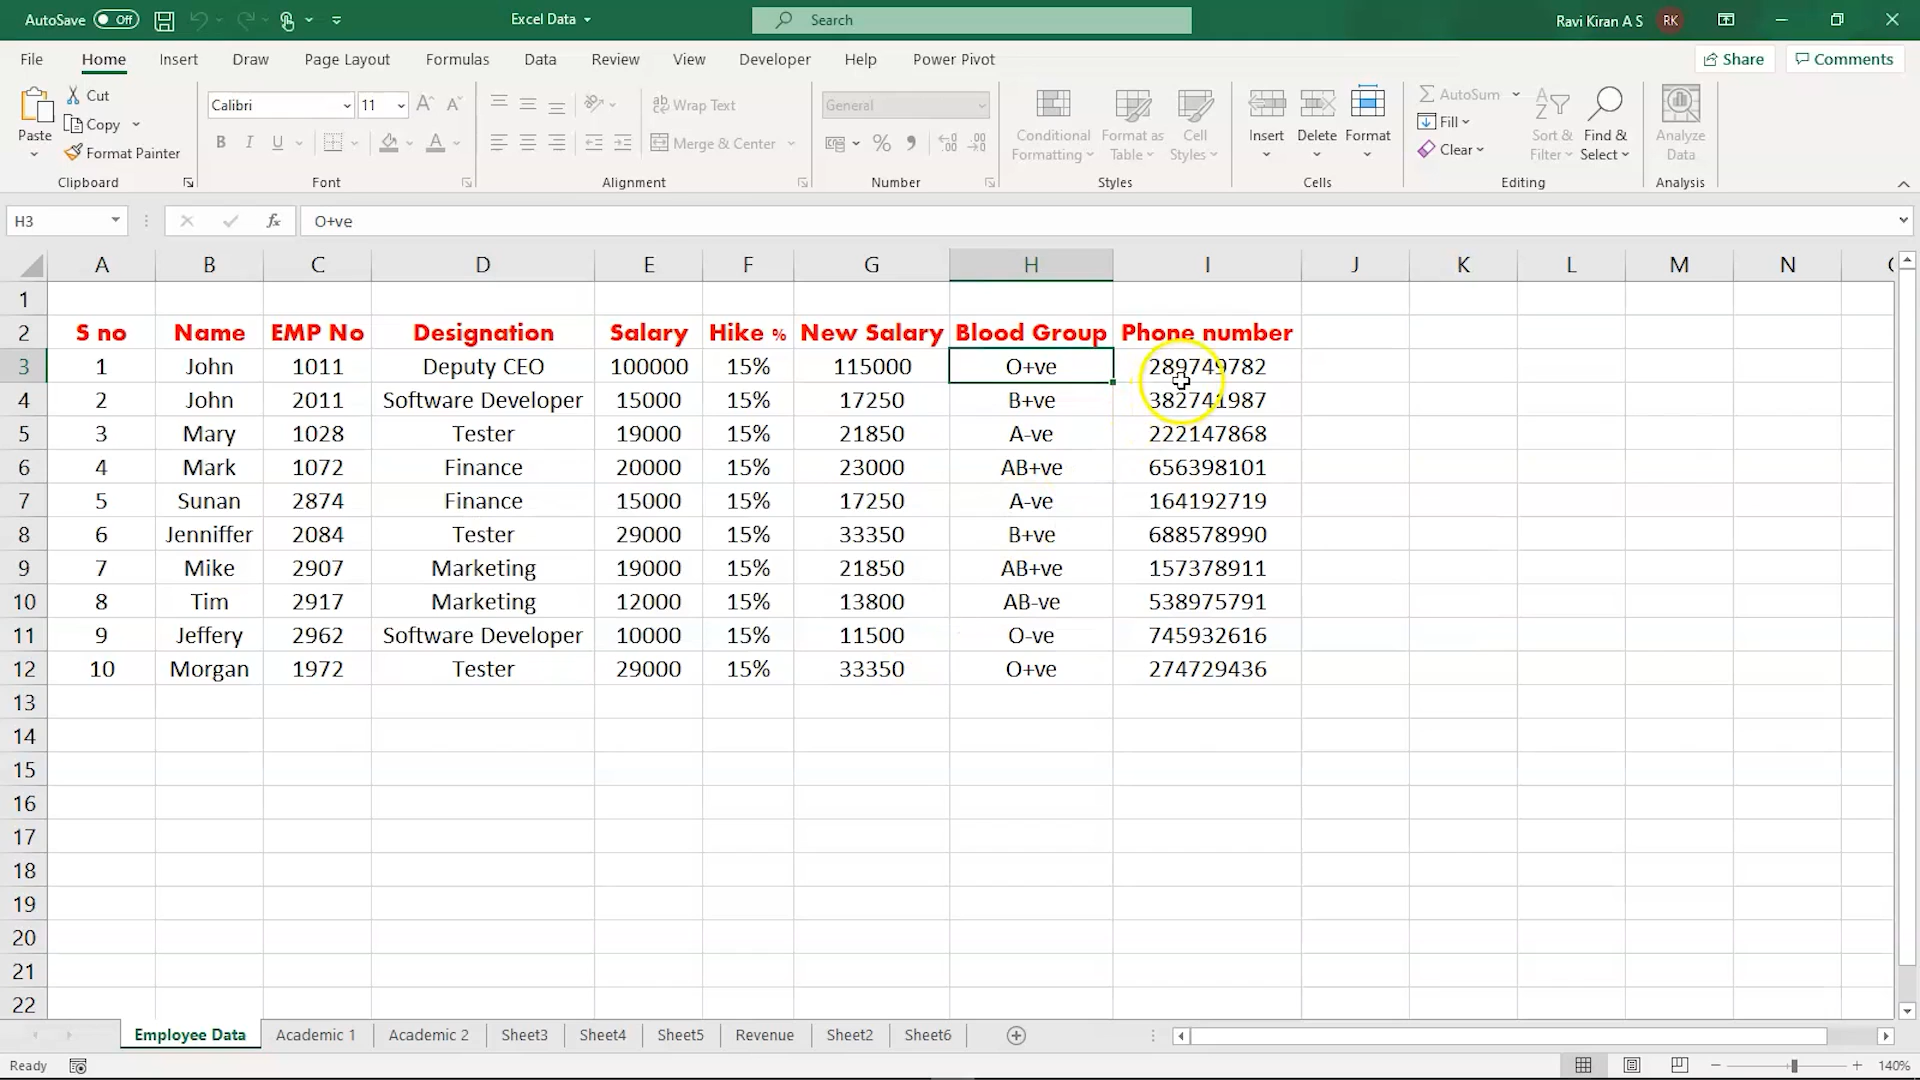 AutoSave Off Excel Data Search Ravi Kiran A S RK
File Home Insert Draw Page Layout Formulas Data Review View Developer Help Power Pivot Share Comments
Paste Cut Copy Format Painter Clipboard
Calibri 11 B I U A Font
Wrap Text Merge & Center Alignment
General % Number
Conditional Formatting Format as Table Cell Styles Styles
Insert Delete Format Cells
AutoSum Fill Clear Sort & Filter Find & Select Editing
Analyze Data Analysis
H3 fx O+ve
A B C D E F G H I J K L M N
1
2 S no Name EMP No Designation Salary Hike % New Salary Blood Group Phone number
3 1 John 1011 Deputy CEO 100000 15% 115000 O+ve 289749782
4 2 John 2011 Software Developer 15000 15% 17250 B+ve 382741987
5 3 Mary 1028 Tester 19000 15% 21850 A-ve 222147868
6 4 Mark 1072 Finance 20000 15% 23000 AB+ve 656398101
7 5 Sunan 2874 Finance 15000 15% 17250 A-ve 164192719
8 6 Jenniffer 2084 Tester 29000 15% 33350 B+ve 688578990
9 7 Mike 2907 Marketing 19000 15% 21850 AB+ve 157378911
10 8 Tim 2917 Marketing 12000 15% 13800 AB-ve 538975791
11 9 Jeffery 2962 Software Developer 10000 15% 11500 O-ve 745932616
12 10 Morgan 1972 Tester 29000 15% 33350 O+ve 274729436
13
14
15
16
17
18
19
20
21
22
Employee Data Academic 1 Academic 2 Sheet3 Sheet4 Sheet5 Revenue Sheet2 Sheet6
Ready 140%